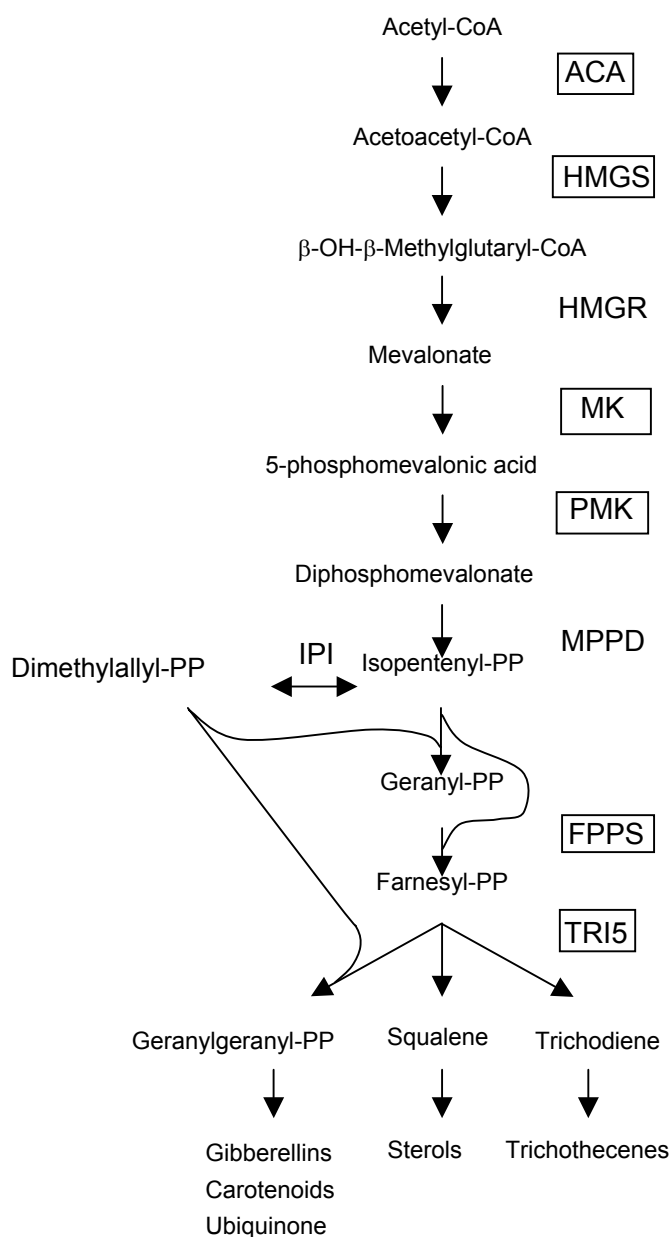 Acetyl-CoA
ACA
Acetoacetyl-CoA
HMGS
β-OH-β-Methylglutaryl-CoA
HMGR
Mevalonate
MK
5-phosphomevalonic acid
PMK
Diphosphomevalonate
MPPD
Dimethylallyl-PP
IPI
Isopentenyl-PP
Geranyl-PP
FPPS
Farnesyl-PP
TRI5
Geranylgeranyl-PP
Squalene
Trichodiene
Gibberellins
Carotenoids
Ubiquinone
Sterols
Trichothecenes